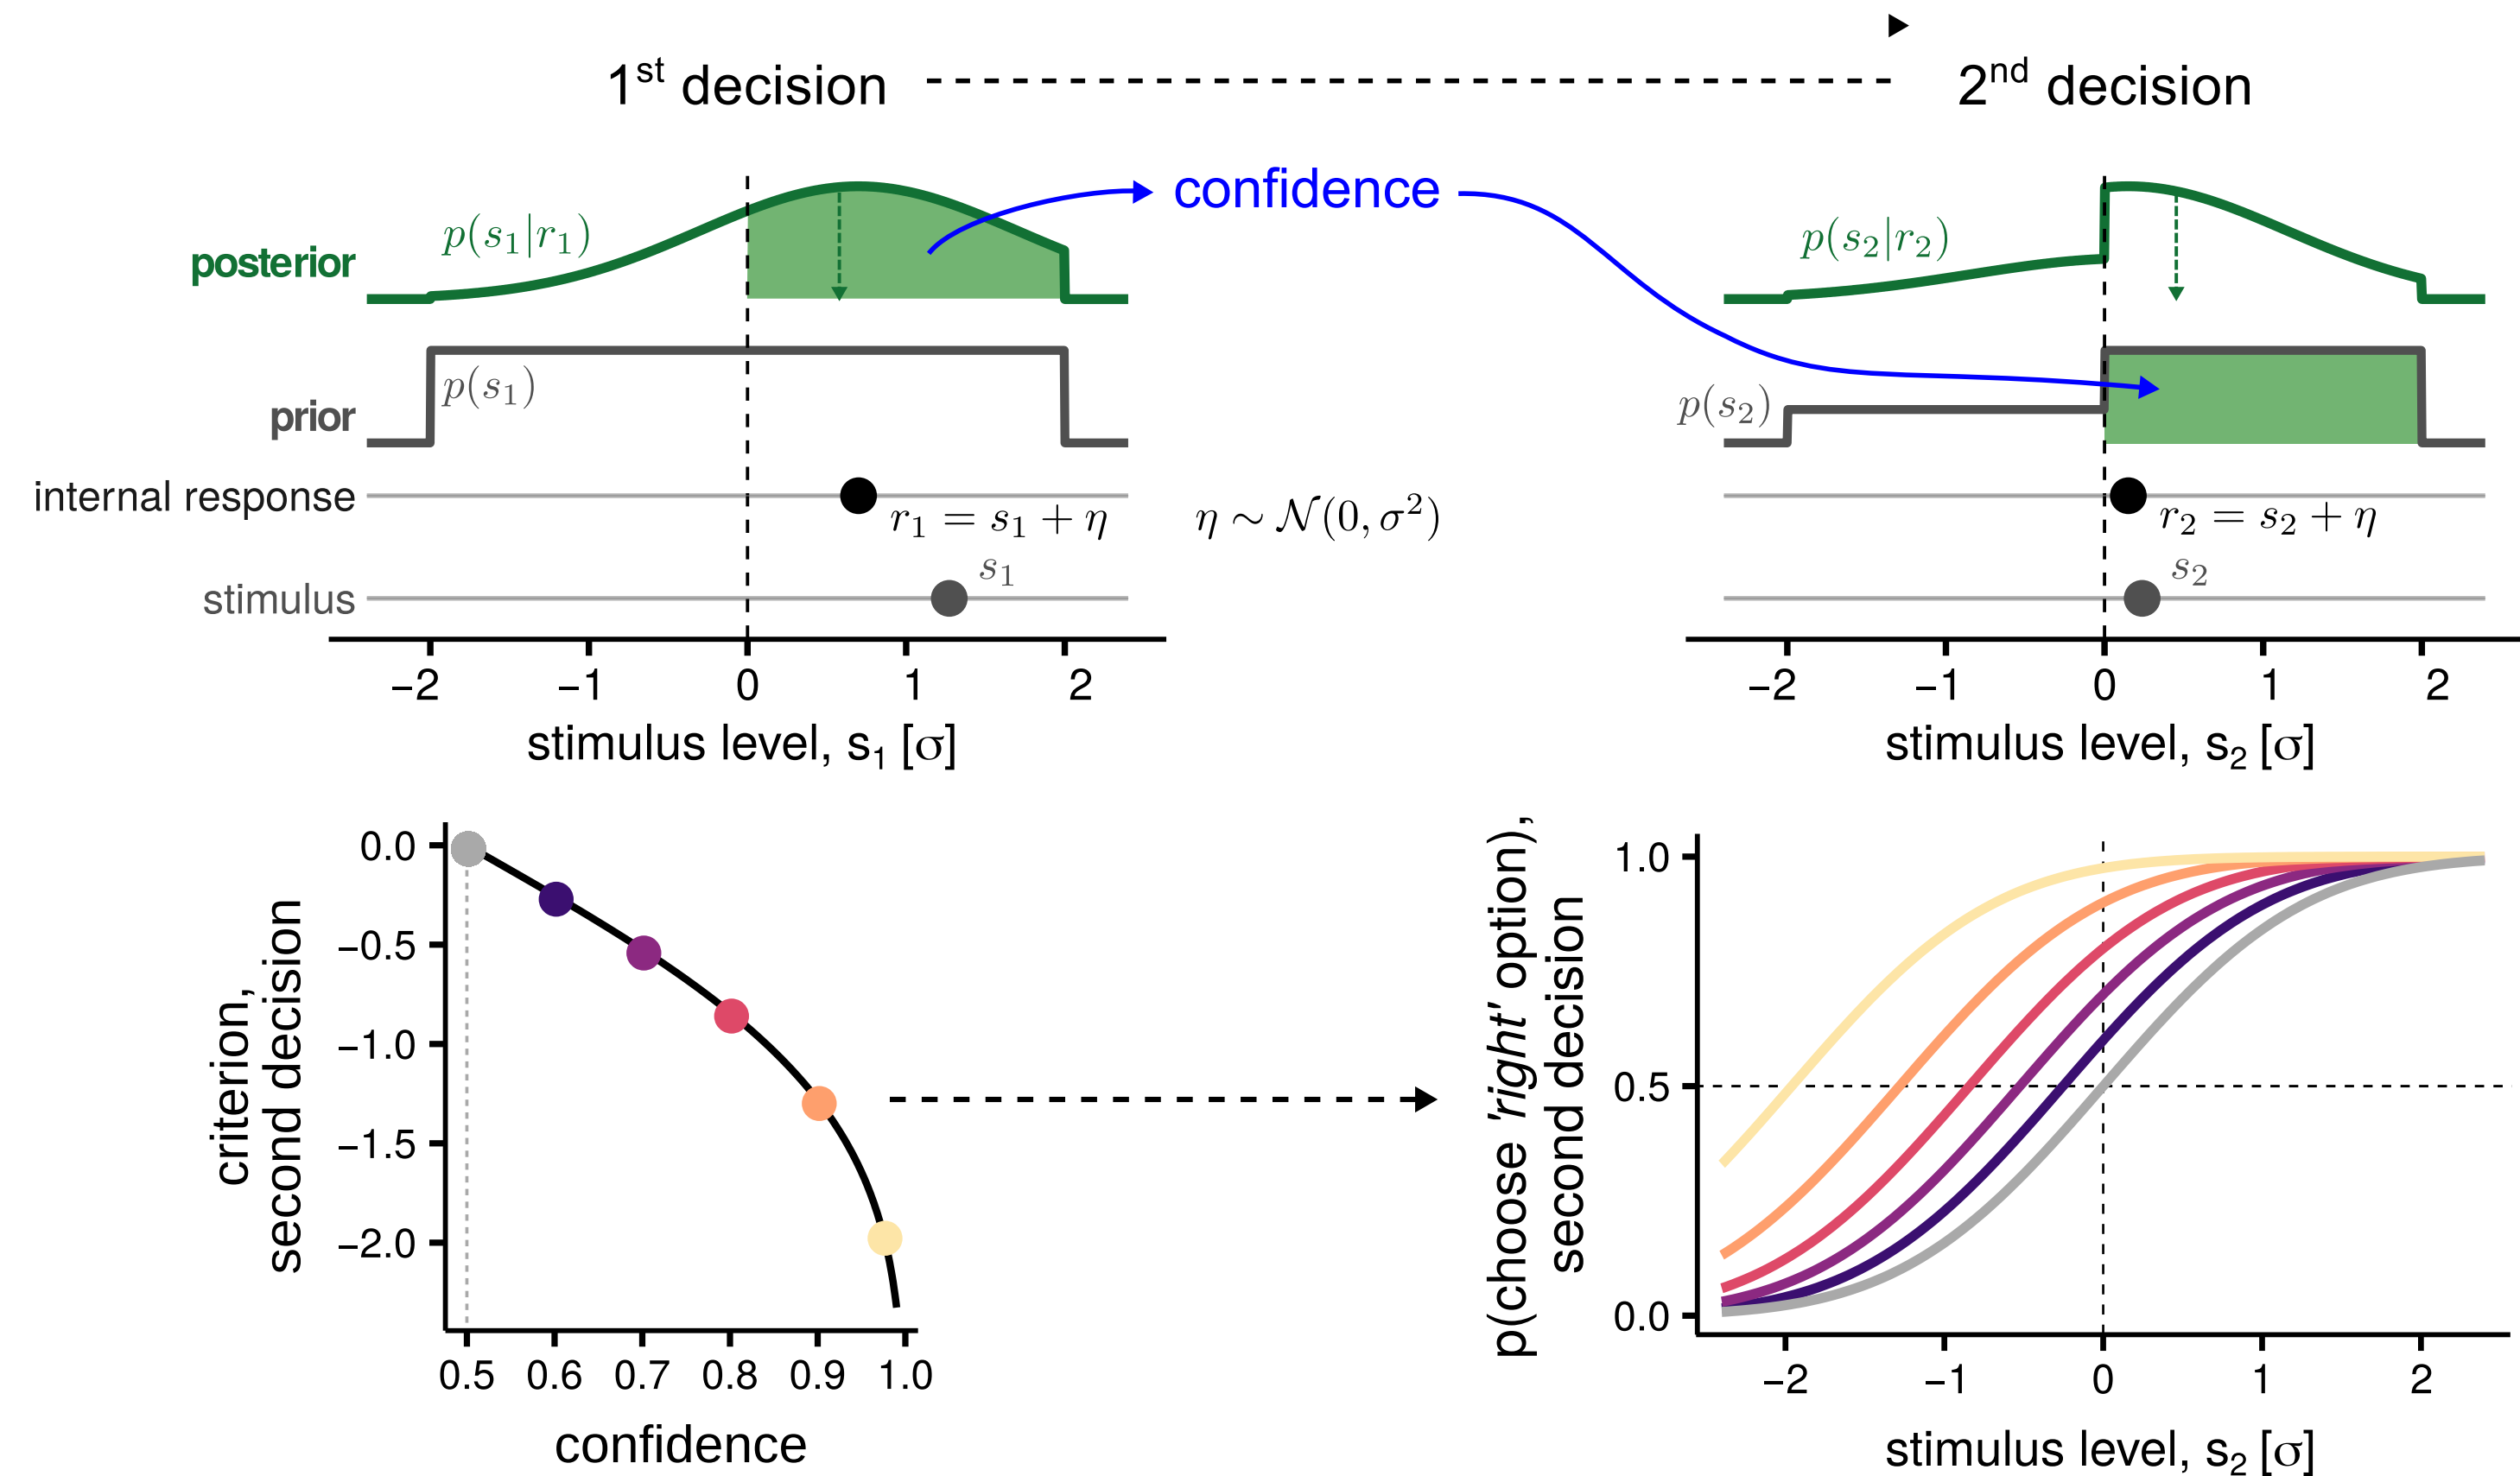 1st decision
2nd decision
confidence
posterior
p(s1|r1)
p(s2|r2)
prior
p(s1)
p(s2)
internal response
r1 = s1 + η
η ∼ N(0, σ2)
r2 = s2 + η
stimulus
s1
s2
−2 −1 0 1 2
−2 −1 0 1 2
stimulus level, s1 [σ]
stimulus level, s2 [σ]
criterion,
second decision
0.0
−0.5
−1.0
−1.5
−2.0
0.5 0.6 0.7 0.8 0.9 1.0
confidence
p(choose 'right' option),
second decision
1.0
0.5
0.0
−2 −1 0 1 2
stimulus level, s2 [σ]